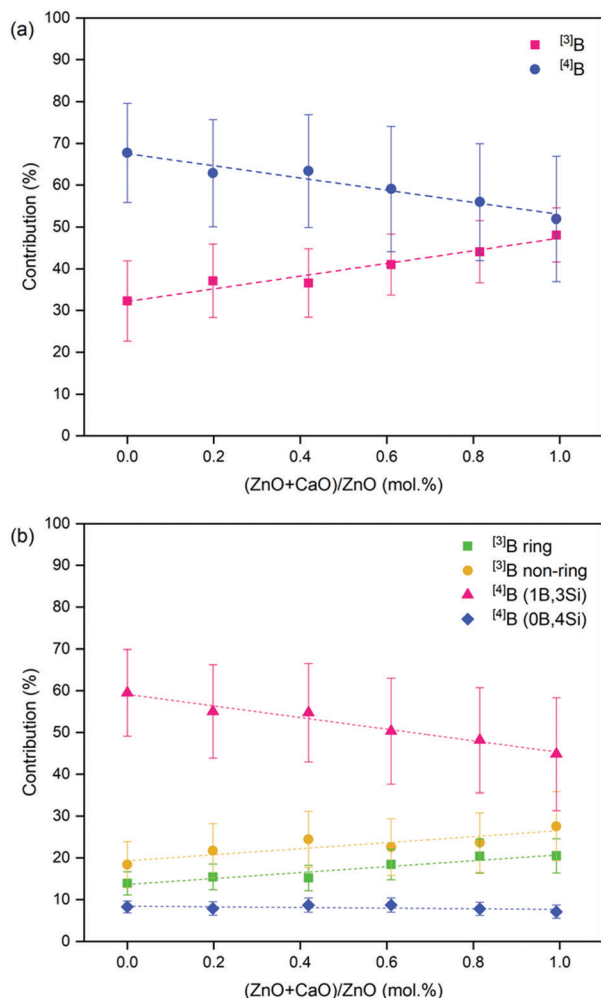 (a)
100
90
80
70
60
50
40
30
20
10
0
Contribution (%)
[3]B
[4]B
0.0 0.2 0.4 0.6 0.8 1.0
(ZnO+CaO)/ZnO (mol.%)
(b)
100
90
80
70
60
50
40
30
20
10
0
Contribution (%)
[3]B ring
[3]B non-ring
[4]B (1B,3Si)
[4]B (0B,4Si)
0.0 0.2 0.4 0.6 0.8 1.0
(ZnO+CaO)/ZnO (mol.%)